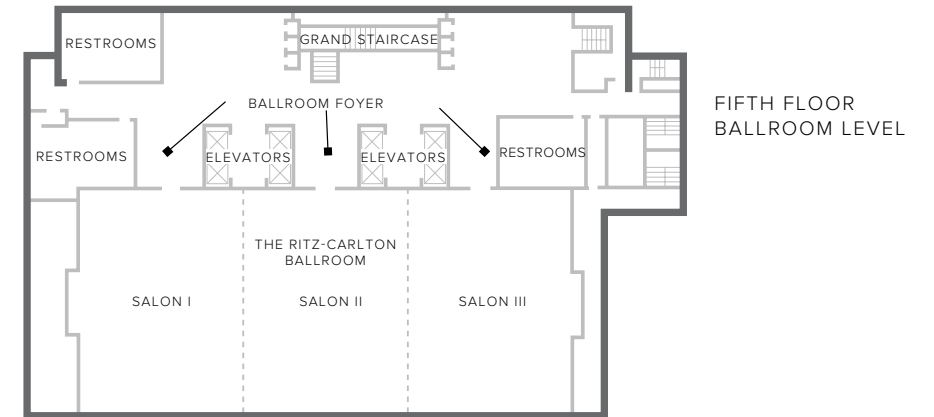 RESTROOMS
GRAND STAIRCASE
BALLROOM FOYER
FIFTH FLOOR
BALLROOM LEVEL
RESTROOMS
ELEVATORS
ELEVATORS
RESTROOMS
THE RITZ-CARLTON
BALLROOM
SALON I
SALON II
SALON III